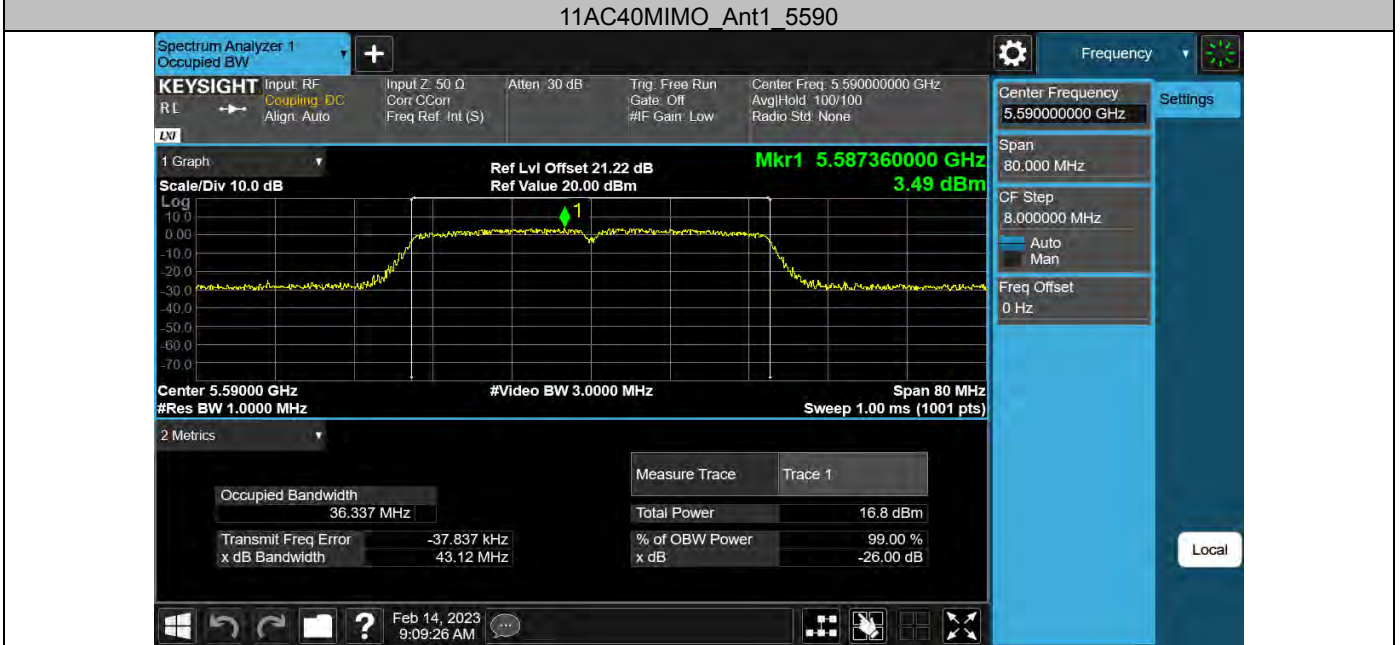 11AC40MIMO_Ant1_5590
Spectrum Analyzer 1
Occupied BW
+
Frequency
KEYSIGHT
R L
LXI
Input: RF
Coupling: DC
Align: Auto
Input Z: 50 Ω
Corr CCorr
Freq Ref: Int (S)
Atten: 30 dB
Trig: Free Run
Gate: Off
#IF Gain: Low
Center Freq: 5.590000000 GHz
Avg|Hold: 100/100
Radio Std: None
Center Frequency
5.590000000 GHz
Settings
Span
80.000 MHz
CF Step
8.000000 MHz
Auto
Man
Freq Offset
0 Hz
Local
1 Graph
Scale/Div 10.0 dB
Ref Lvl Offset 21.22 dB
Ref Value 20.00 dBm
Mkr1 5.587360000 GHz
3.49 dBm
Log
10.0
0.00
-10.0
-20.0
-30.0
-40.0
-50.0
-60.0
-70.0
1
Center 5.59000 GHz
#Video BW 3.0000 MHz
Span 80 MHz
#Res BW 1.0000 MHz
Sweep 1.00 ms (1001 pts)
2 Metrics
Measure Trace Trace 1
Occupied Bandwidth
36.337 MHz
Total Power 16.8 dBm
Transmit Freq Error -37.837 kHz
% of OBW Power 99.00 %
x dB Bandwidth 43.12 MHz
x dB -26.00 dB
?
Feb 14, 2023
9:09:26 AM